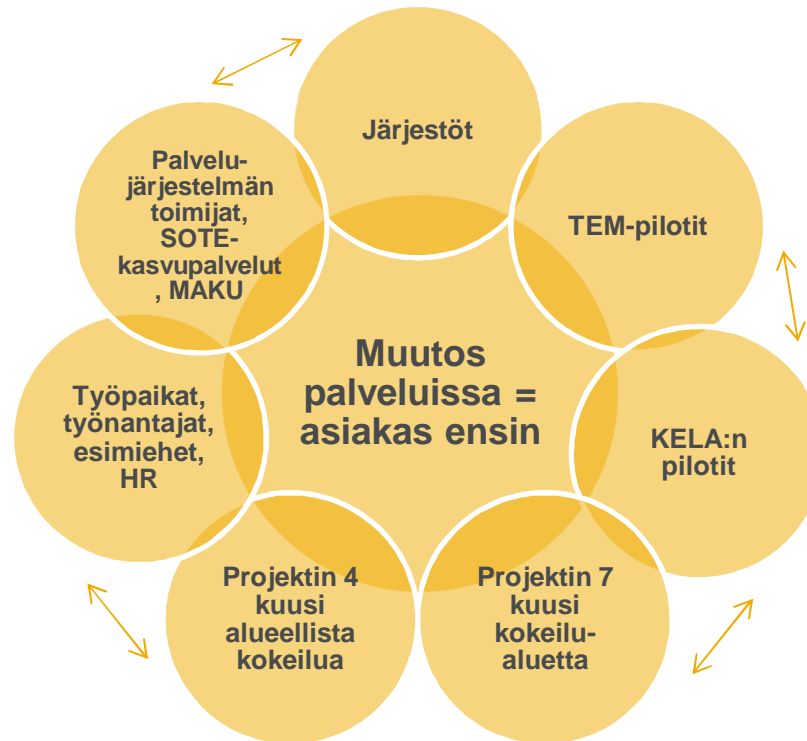 Järjestöt
TEM-pilotit
KELA:n
pilotit
Projektin 7
kuusi
kokeilu-
aluetta
Projektin 4
kuusi
alueellista
kokeilua
Työpaikat,
työnantajat,
esimiehet,
HR
Palvelu-
järjestelmän
toimijat,
SOTE-
kasvupalvelut
, MAKU
Muutos
palveluissa =
asiakas ensin